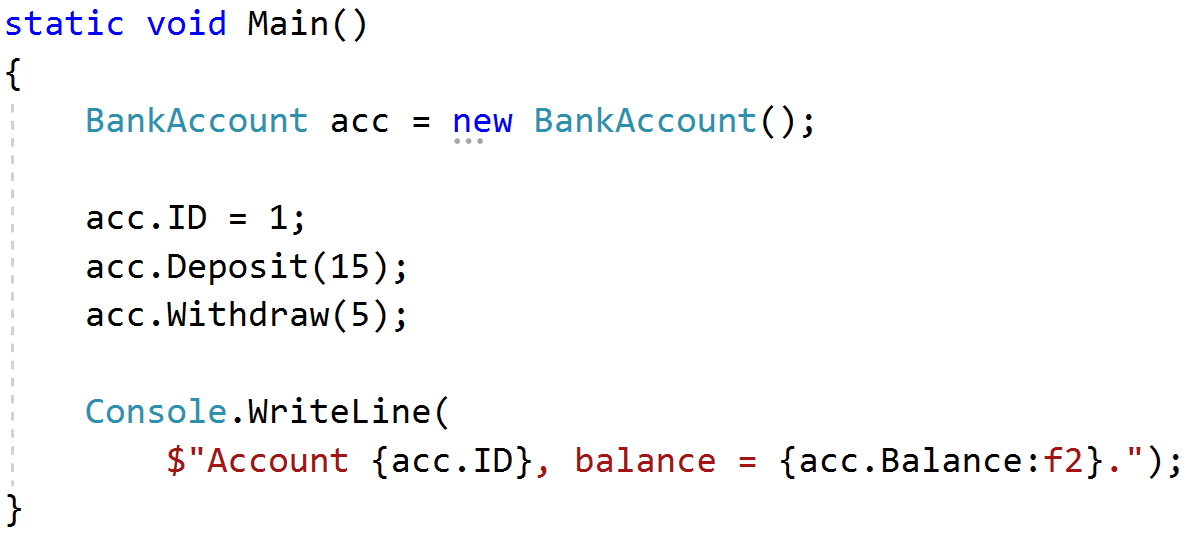 static void Main()
{
    BankAccount acc = new BankAccount();

    acc.ID = 1;
    acc.Deposit(15);
    acc.Withdraw(5);

    Console.WriteLine(
        $"Account {acc.ID}, balance = {acc.Balance:f2}.");
}